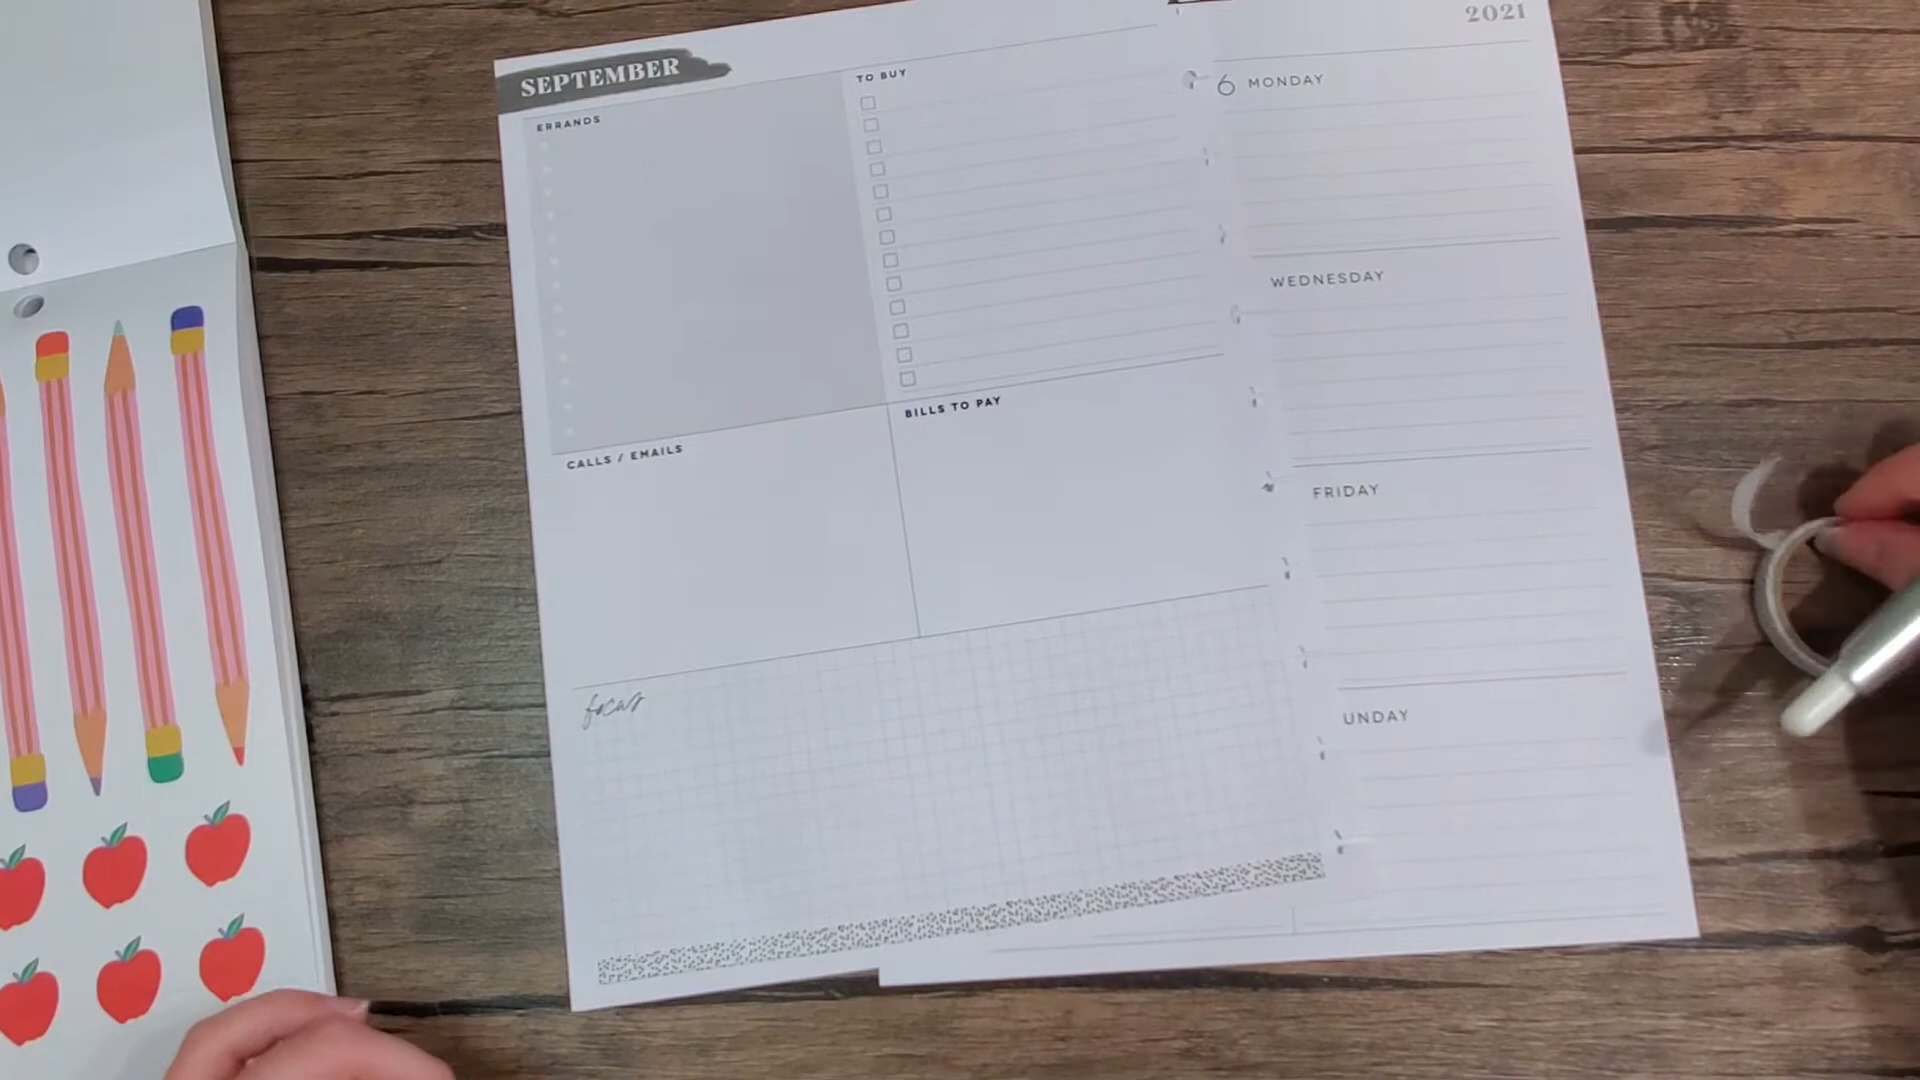 SEPTEMBER
ERRANDS
TO BUY
CALLS / EMAILS
BILLS TO PAY
focus
2021
6 MONDAY
WEDNESDAY
FRIDAY
UNDAY